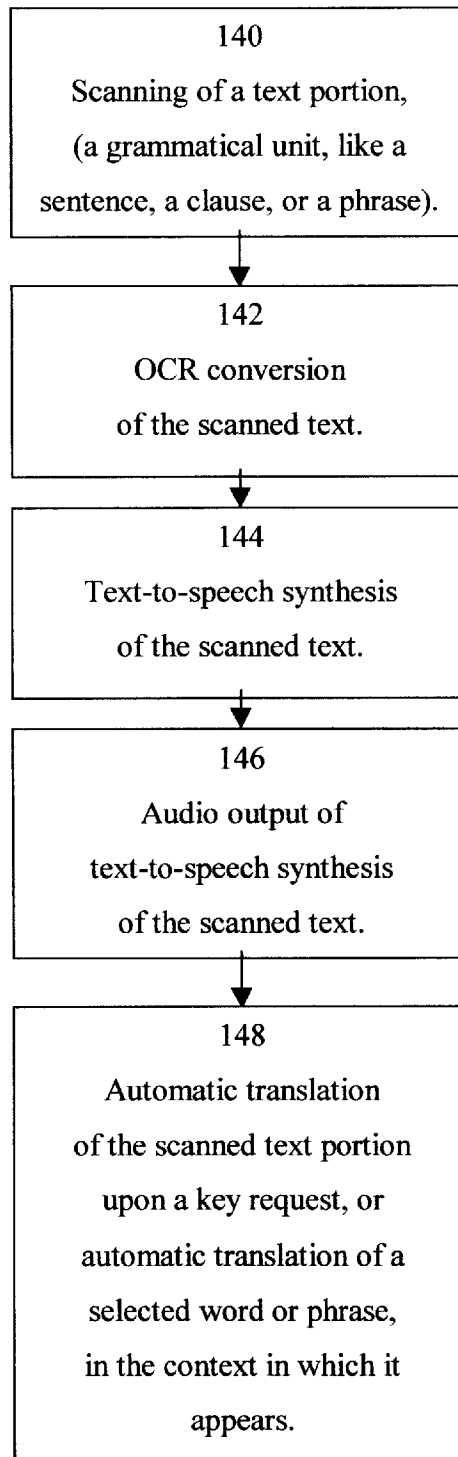 140
Scanning of a text portion,
(a grammatical unit, like a
sentence, a clause, or a phrase).
142
OCR conversion
of the scanned text.
144
Text-to-speech synthesis
of the scanned text.
146
Audio output of
text-to-speech synthesis
of the scanned text.
148
Automatic translation
of the scanned text portion
upon a key request, or
automatic translation of a
selected word or phrase,
in the context in which it
appears.